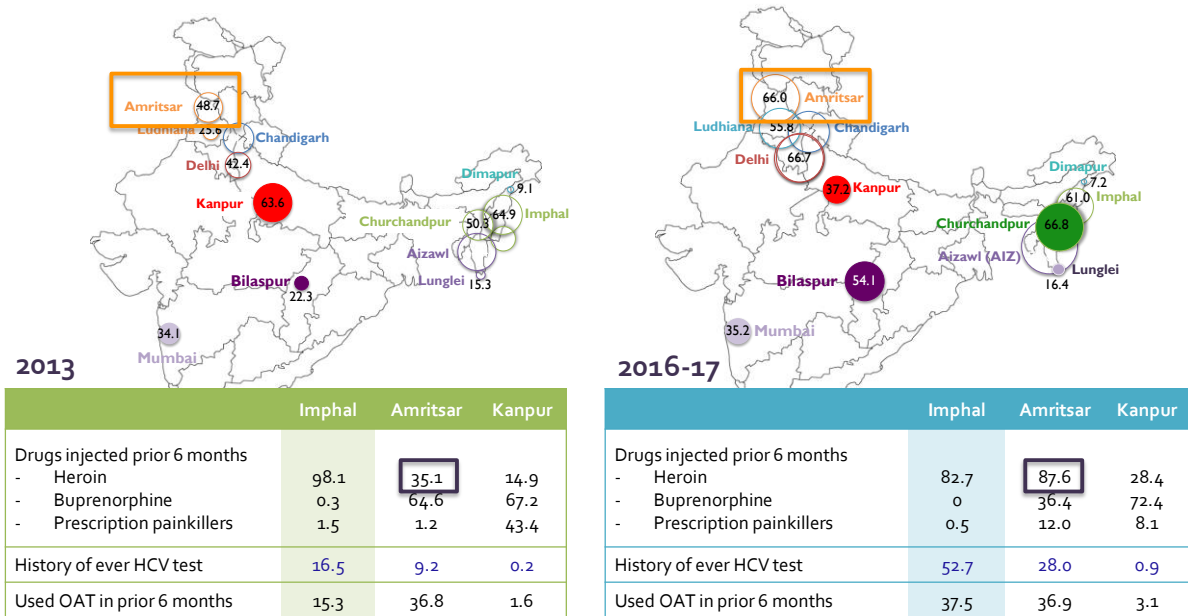 Amritsar 48.7
Ludhiana 25.6
Chandigarh
Delhi 42.4
Dimapur
9.1
Kanpur 63.6
Churchandpur 50.3 64.9 Imphal
Aizawl
Lunglei
15.3
Bilaspur
22.3
34.1
Mumbai
2013
66.0 Amritsar
Ludhiana 55.8 Chandigarh
Delhi 66.7
Dimapur
7.2
37.2 Kanpur
61.0 Imphal
Churchandpur 66.8
Aizawl (AIZ)
Lunglei
16.4
Bilaspur 54.1
35.2 Mumbai
2016-17
Imphal Amritsar Kanpur
Drugs injected prior 6 months
- Heroin 98.1 35.1 14.9
- Buprenorphine 0.3 64.6 67.2
- Prescription painkillers 1.5 1.2 43.4
History of ever HCV test 16.5 9.2 0.2
Used OAT in prior 6 months 15.3 36.8 1.6
Imphal Amritsar Kanpur
Drugs injected prior 6 months
- Heroin 82.7 87.6 28.4
- Buprenorphine 0 36.4 72.4
- Prescription painkillers 0.5 12.0 8.1
History of ever HCV test 52.7 28.0 0.9
Used OAT in prior 6 months 37.5 36.9 3.1